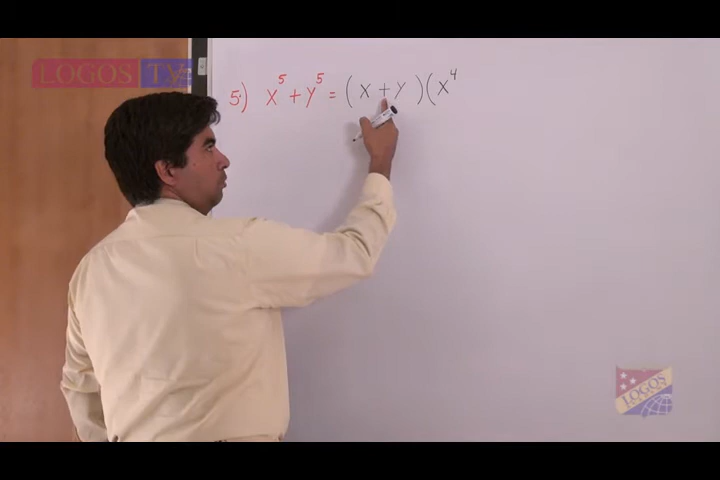 LOGOS TV
5.) x⁵ + y⁵ = (x + y)(x⁴
LOGOS